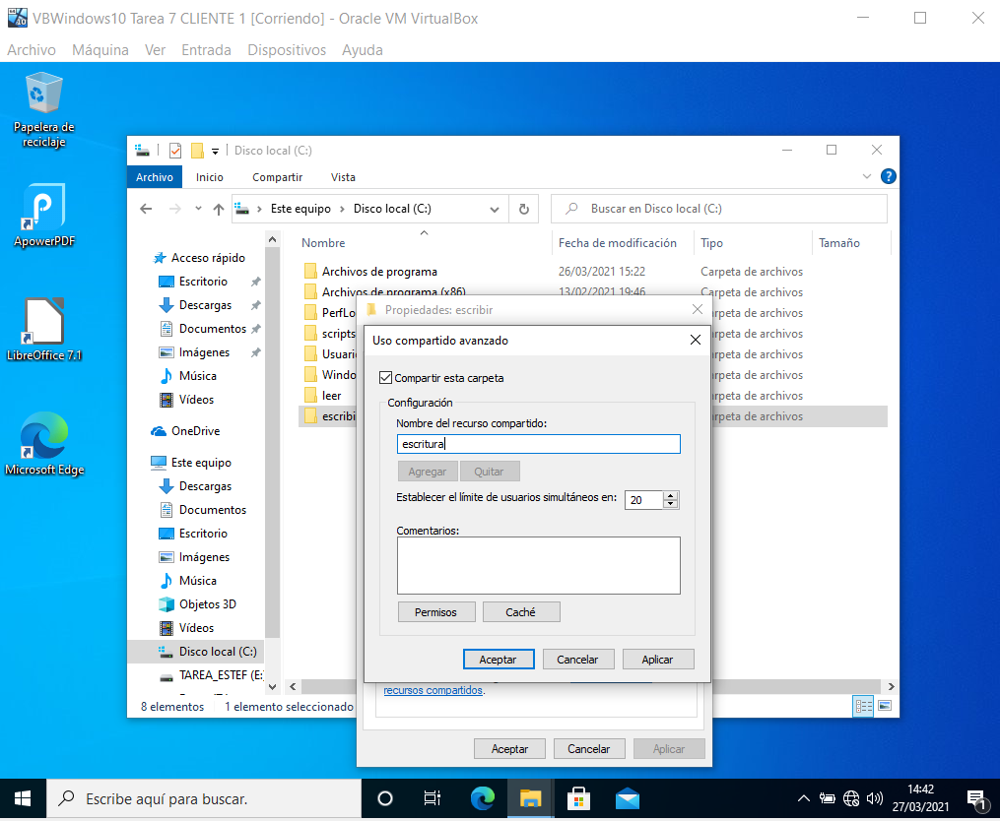 VBWindows10 Tarea 7 CLIENTE 1 [Corriendo] - Oracle VM VirtualBox
Archivo Máquina Ver Entrada Dispositivos Ayuda
Papelera de
reciclaje
ApowerPDF
LibreOffice 7.1
Microsoft Edge
Disco local (C:)
Archivo Inicio Compartir Vista
Este equipo Disco local (C:)
Buscar en Disco local (C:)
Acceso rápido
Escritorio
Descargas
Documentos
Imágenes
Música
Vídeos
OneDrive
Este equipo
Descargas
Documentos
Escritorio
Imágenes
Música
Objetos 3D
Vídeos
Disco local (C:)
TAREA_ESTEF (E:
Nombre Fecha de modificación Tipo Tamaño
Archivos de programa 26/03/2021 15:22 Carpeta de archivos
Archivos de programa (x86) 13/02/2021 19:46 Carpeta de archivos
PerfLo rpeta de archivos
scripts rpeta de archivos
Usuari rpeta de archivos
Windo rpeta de archivos
leer rpeta de archivos
escribi rpeta de archivos
8 elementos 1 elemento seleccionado
Propiedades: escribir
Uso compartido avanzado
Compartir esta carpeta
Configuración
Nombre del recurso compartido:
escritura
Agregar Quitar
Establecer el límite de usuarios simultáneos en: 20
Comentarios:
Permisos Caché
Aceptar Cancelar Aplicar
recursos compartidos.
Aceptar Cancelar Aplicar
Escribe aquí para buscar.
14:42
27/03/2021
1